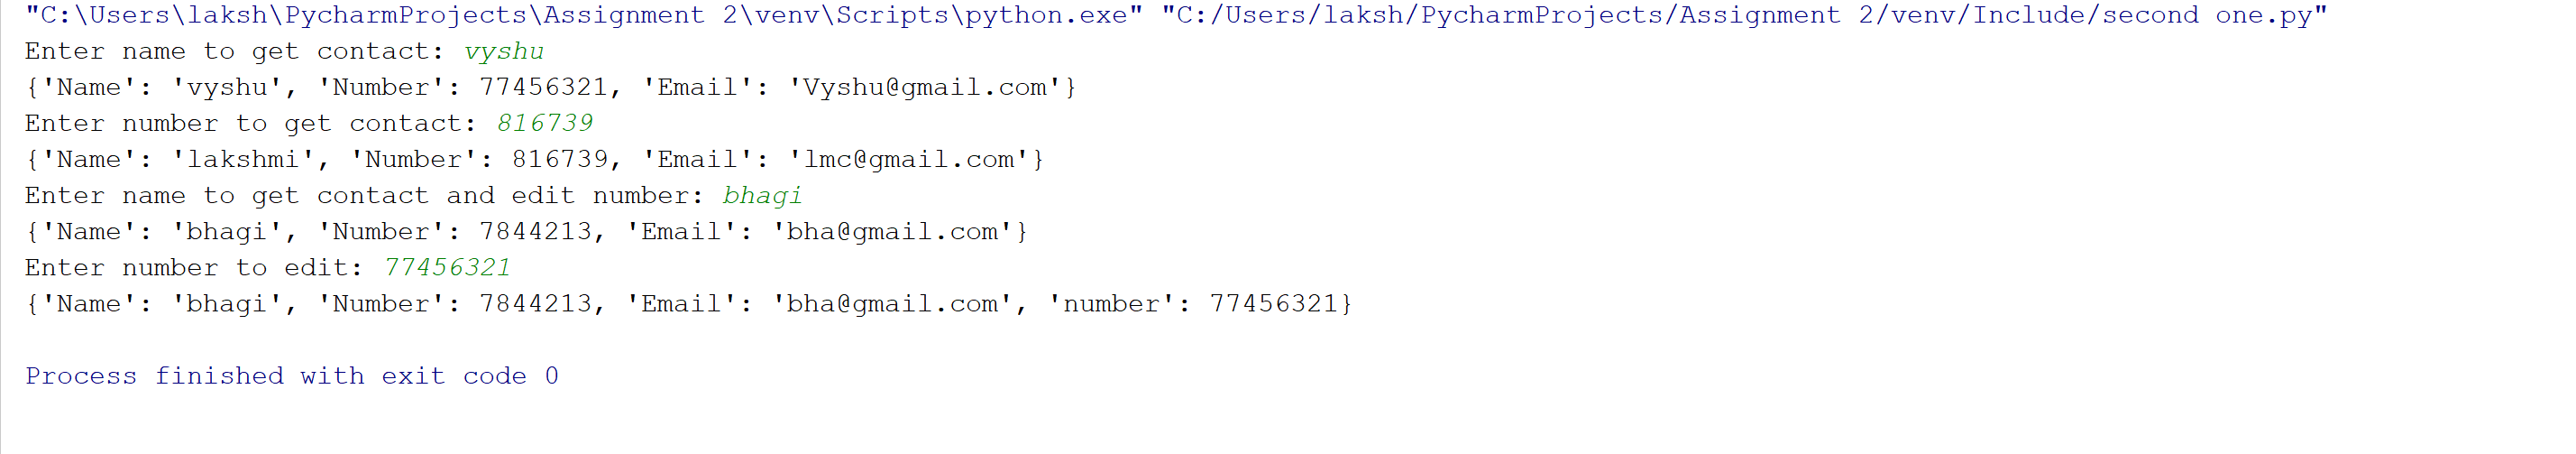 "C:\Users\laksh\PycharmProjects\Assignment 2\venv\Scripts\python.exe" "C:/Users/laksh/PycharmProjects/Assignment 2/venv/Include/second one.py"
Enter name to get contact: vyshu
{'Name': 'vyshu', 'Number': 77456321, 'Email': 'Vyshu@gmail.com'}
Enter number to get contact: 816739
{'Name': 'lakshmi', 'Number': 816739, 'Email': 'lmc@gmail.com'}
Enter name to get contact and edit number: bhagi
{'Name': 'bhagi', 'Number': 7844213, 'Email': 'bha@gmail.com'}
Enter number to edit: 77456321
{'Name': 'bhagi', 'Number': 7844213, 'Email': 'bha@gmail.com', 'number': 77456321}
Process finished with exit code 0